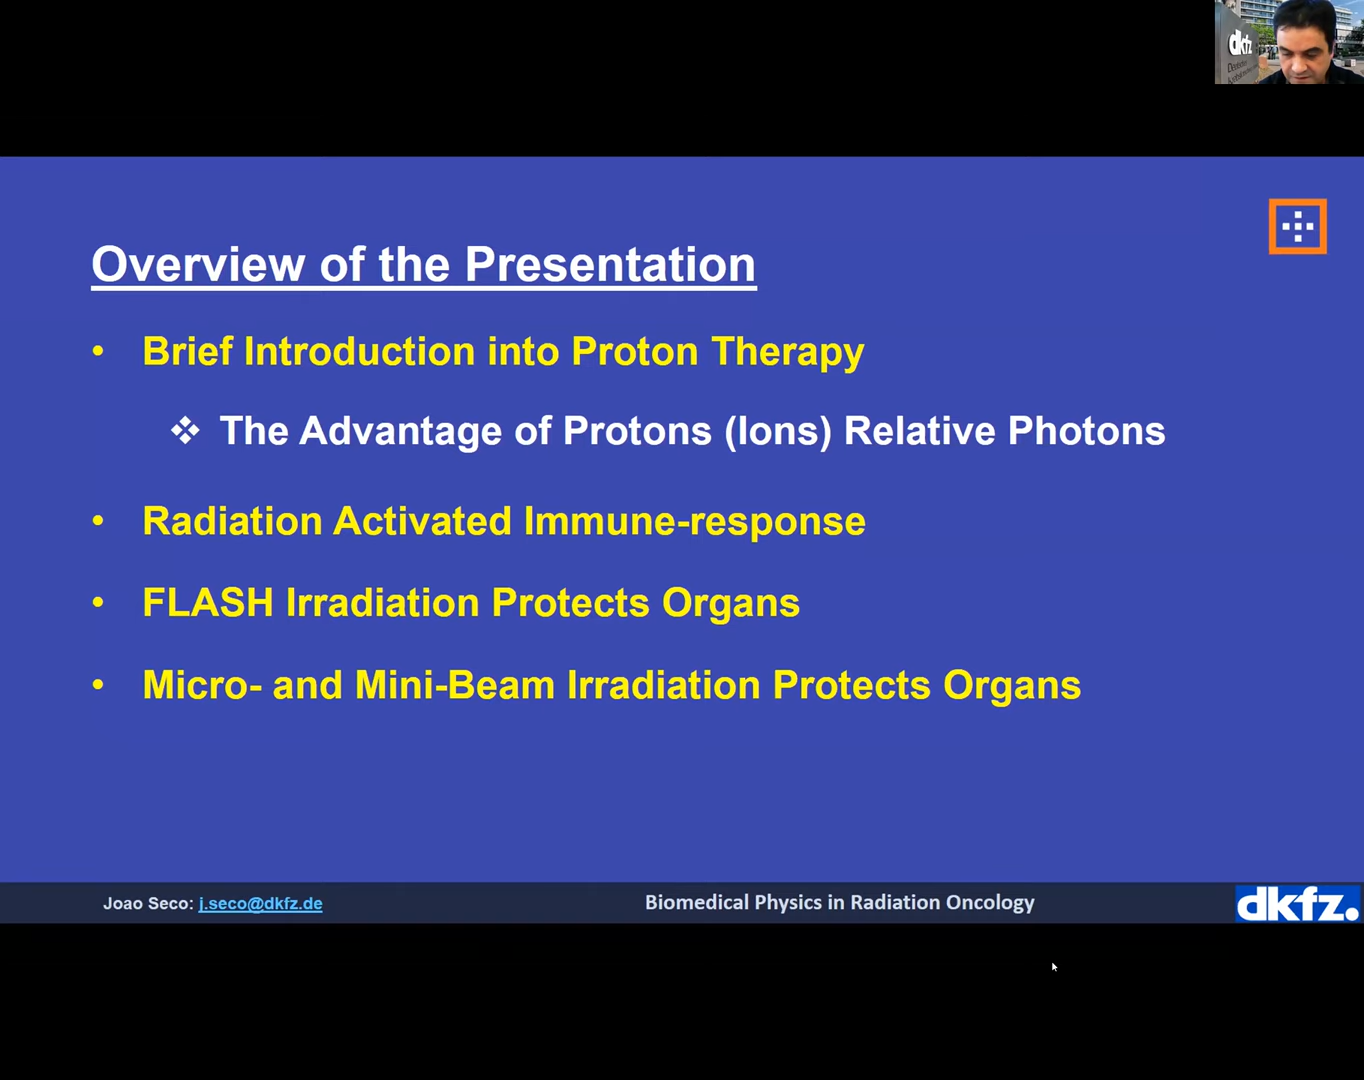 dkfz
Overview of the Presentation
• Brief Introduction into Proton Therapy
❖ The Advantage of Protons (Ions) Relative Photons
• Radiation Activated Immune-response
• FLASH Irradiation Protects Organs
• Micro- and Mini-Beam Irradiation Protects Organs
Joao Seco: j.seco@dkfz.de
Biomedical Physics in Radiation Oncology
dkfz.